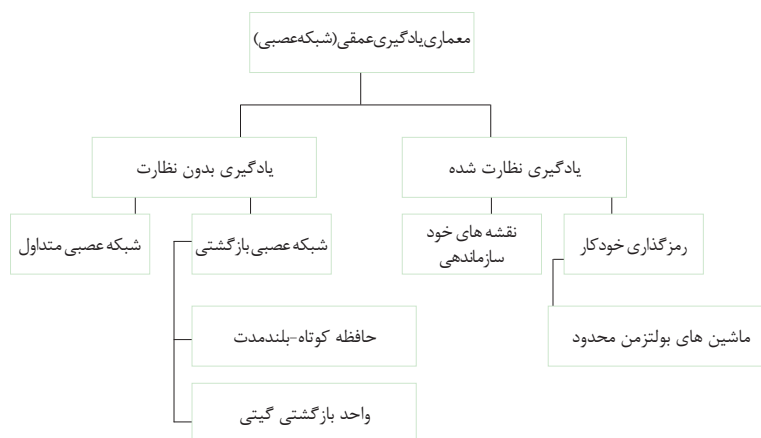 معماری یادگیری عمقی (شبکه عصبی)
یادگیری نظارت شده
یادگیری بدون نظارت
رمزگذاری خودکار
نقشه های خود
سازماندهی
شبکه عصبی بازگشتی
شبکه عصبی متداول
ماشین های بولتزمن محدود
حافظه کوتاه-بلندمدت
واحد بازگشتی گیتی